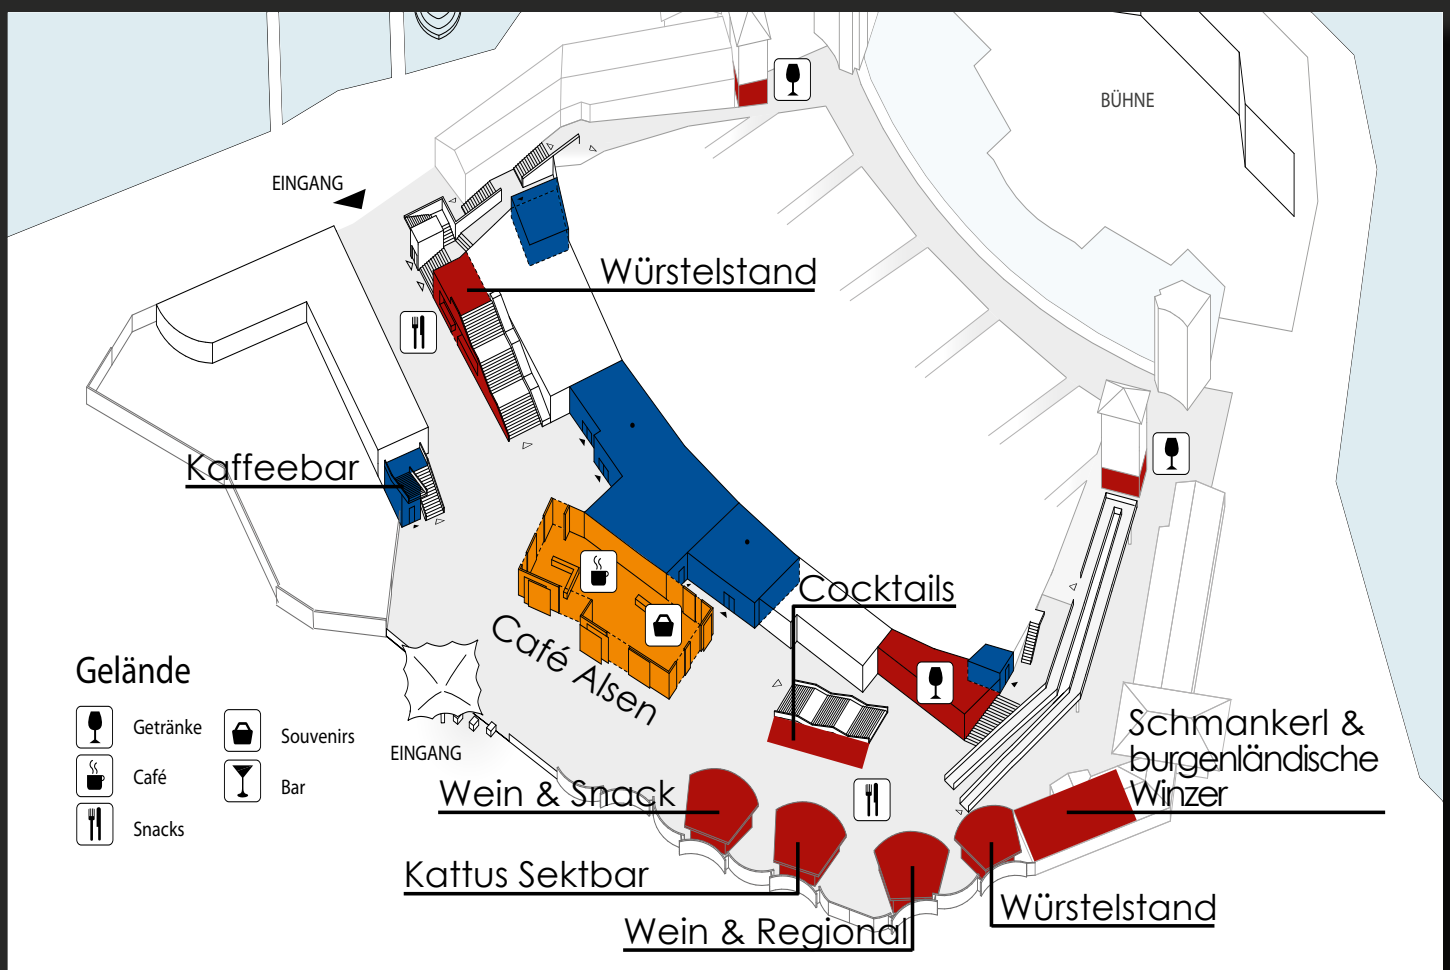 BÜHNE
EINGANG
Würstelstand
Kaffeebar
Cocktails
Café Alsen
Gelände
Getränke
Café
Snacks
Souvenirs
Bar
EINGANG
Schmankerl &
burgenländische
Winzer
Wein & Snack
Kattus Sektbar
Würstelstand
Wein & Regional